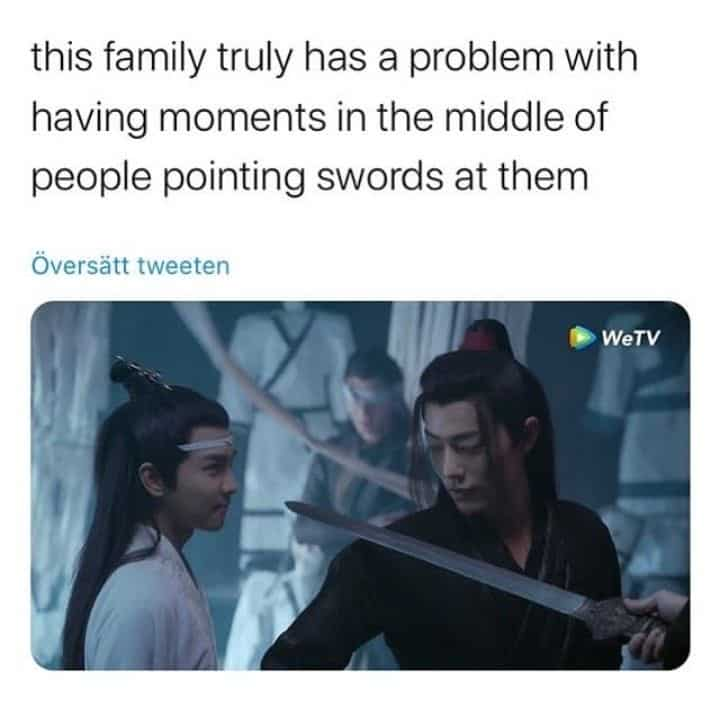 this family truly has a problem with
having moments in the middle of
people pointing swords at them
Översätt tweeten
WeTV